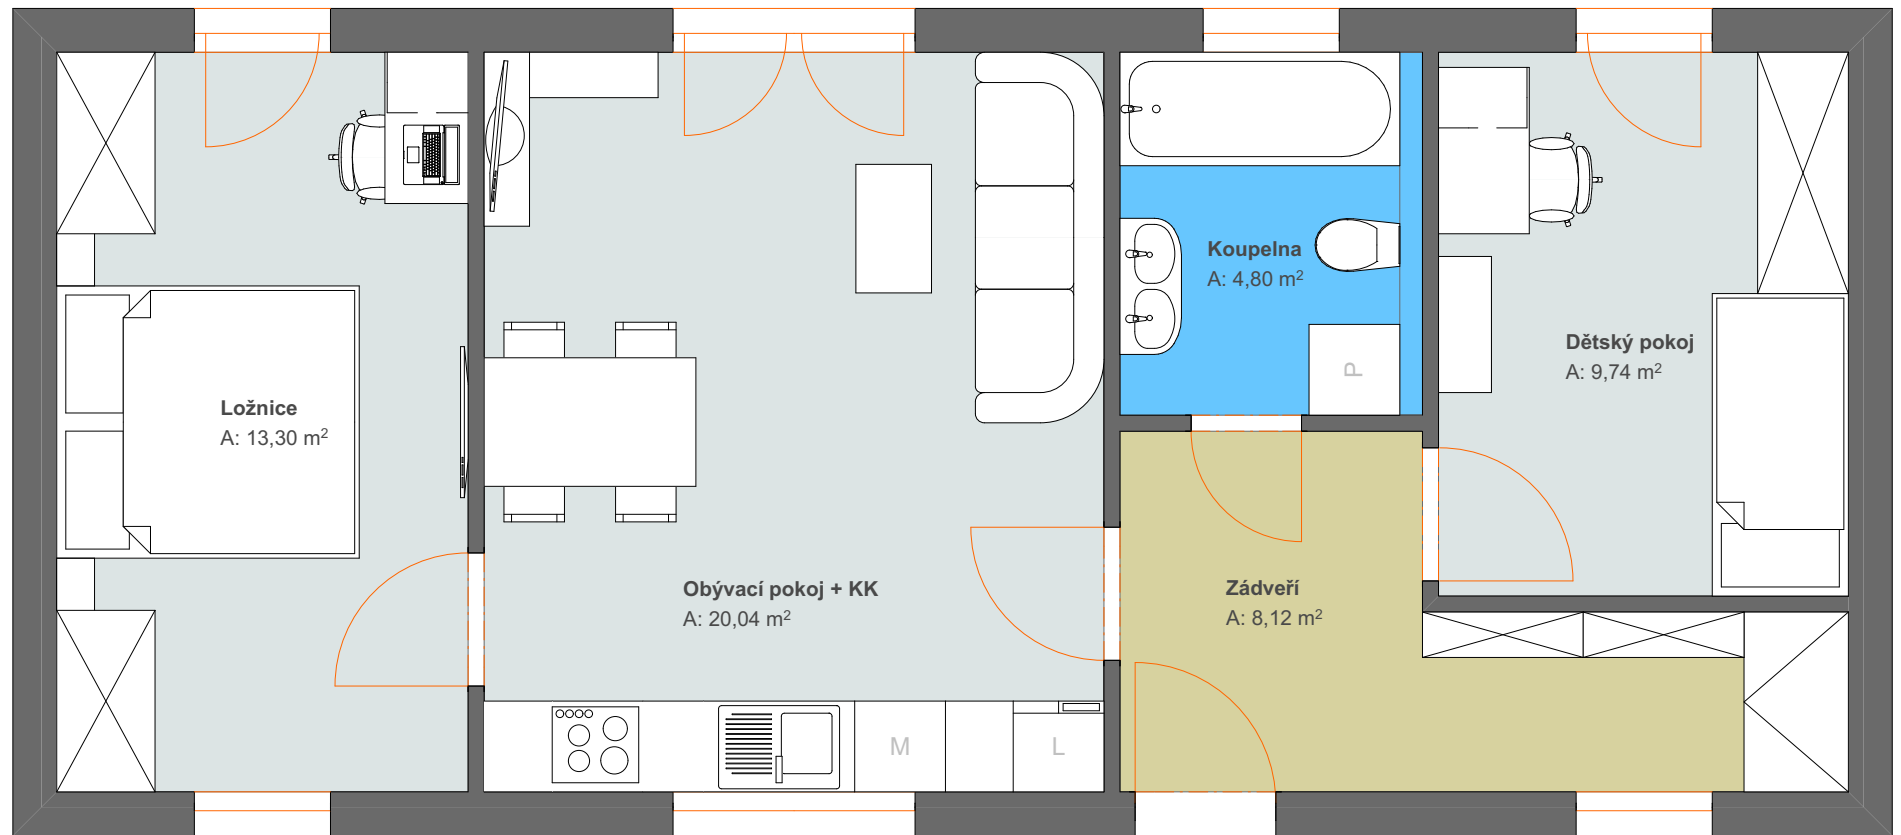 Koupelna
A: 4,80 m²
Dětský pokoj
A: 9,74 m²
P
Ložnice
A: 13,30 m²
Obývací pokoj + KK
A: 20,04 m²
Zádveří
A: 8,12 m²
M
L